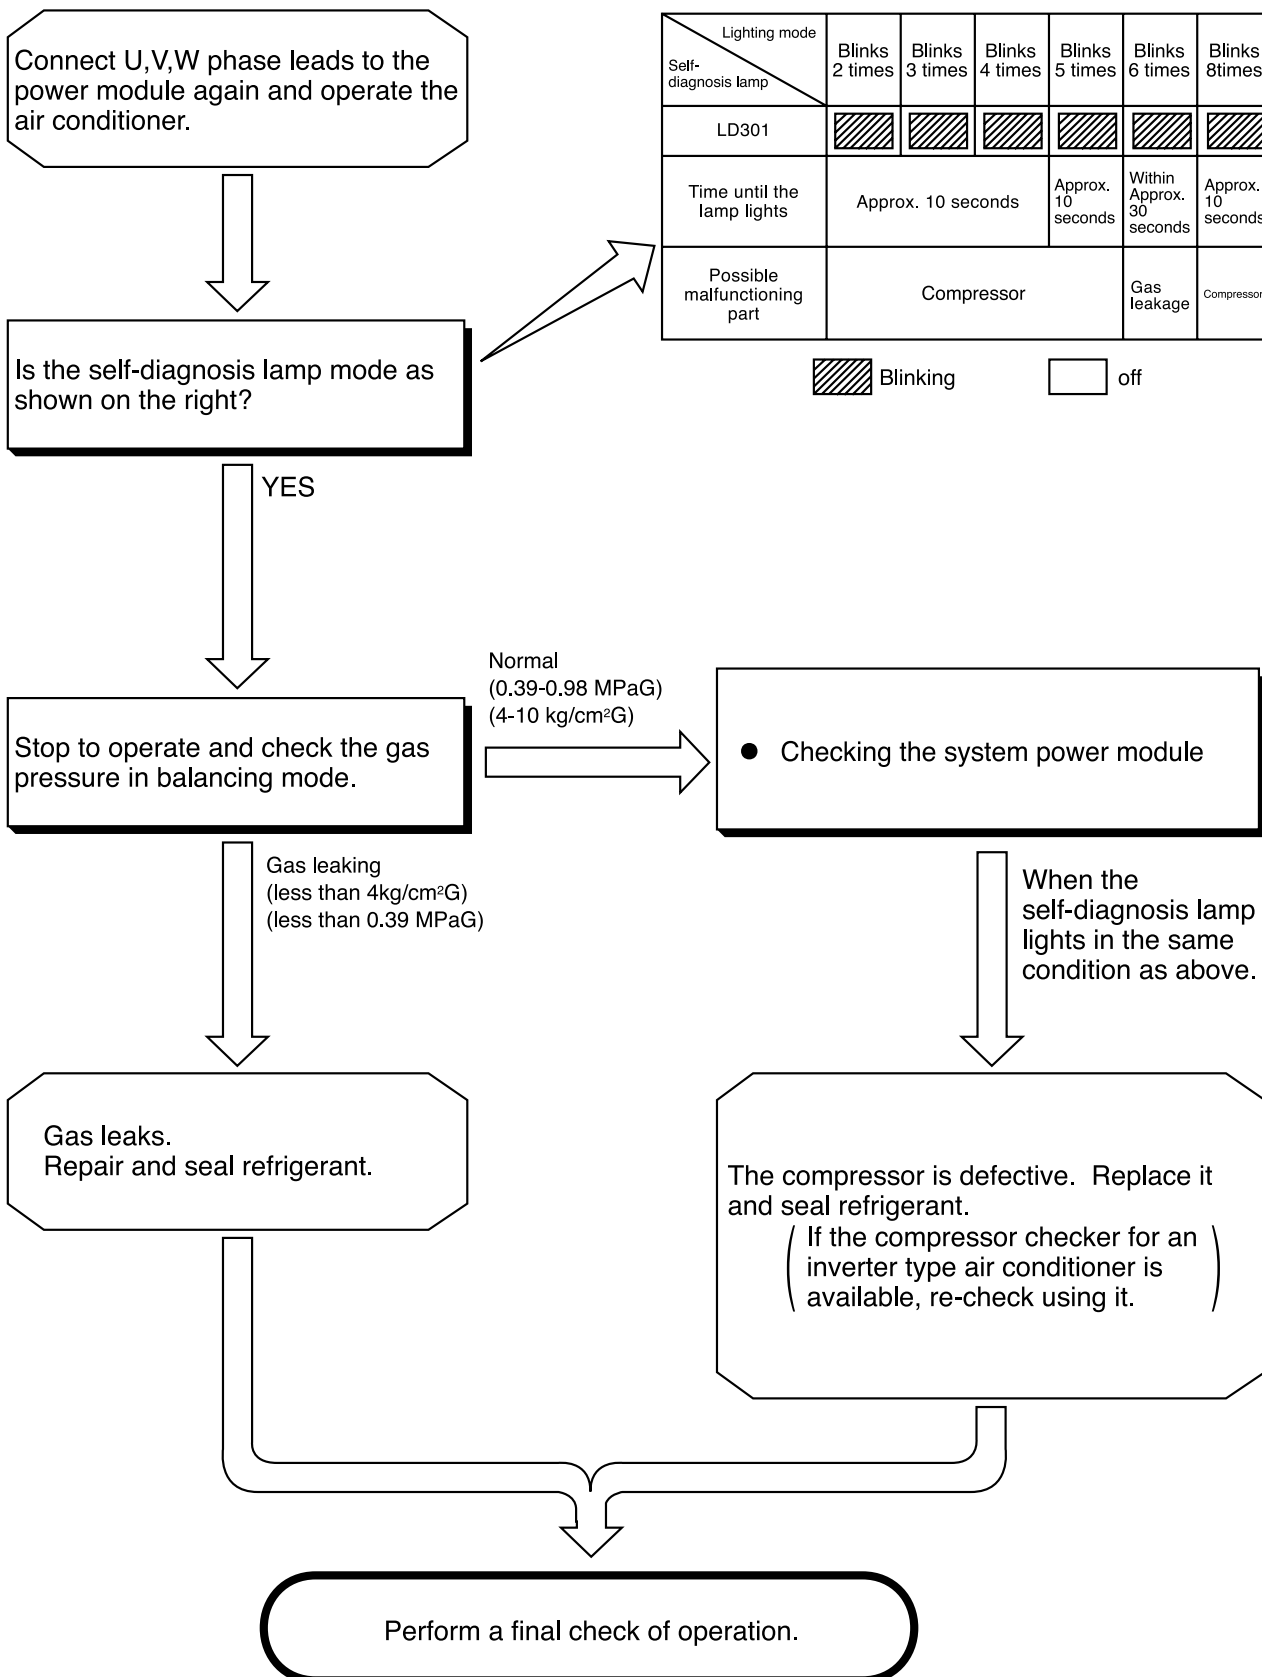 Connect U,V,W phase leads to the
power module again and operate the
air conditioner.
Lighting mode
Self-
diagnosis lamp
Blinks
2 times
Blinks
3 times
Blinks
4 times
Blinks
5 times
Blinks
6 times
Blinks
8times
LD301
Time until the
lamp lights
Approx. 10 seconds
Approx.
10
seconds
Within
Approx.
30
seconds
Approx.
10
seconds
Possible
malfunctioning
part
Compressor
Gas
leakage
Compressor
Blinking
off
Is the self-diagnosis lamp mode as
shown on the right?
YES
Stop to operate and check the gas
pressure in balancing mode.
Normal
(0.39-0.98 MPaG)
(4-10 kg/cm²G)
● Checking the system power module
Gas leaking
(less than 4kg/cm²G)
(less than 0.39 MPaG)
When the
self-diagnosis lamp
lights in the same
condition as above.
Gas leaks.
Repair and seal refrigerant.
The compressor is defective.  Replace it
and seal refrigerant.
( If the compressor checker for an
inverter type air conditioner is
available, re-check using it. )
Perform a final check of operation.